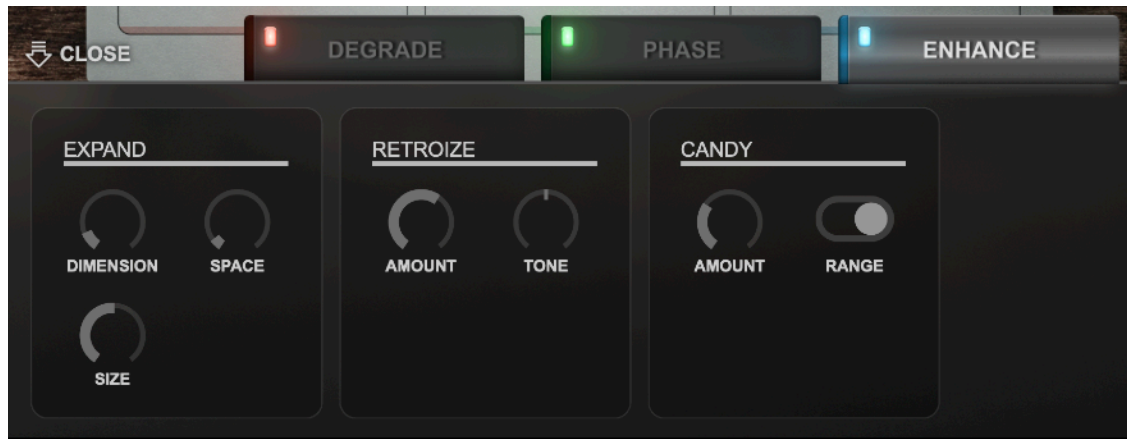 CLOSE
DEGRADE
PHASE
ENHANCE
EXPAND
RETROIZE
CANDY
DIMENSION
SPACE
AMOUNT
TONE
AMOUNT
RANGE
SIZE